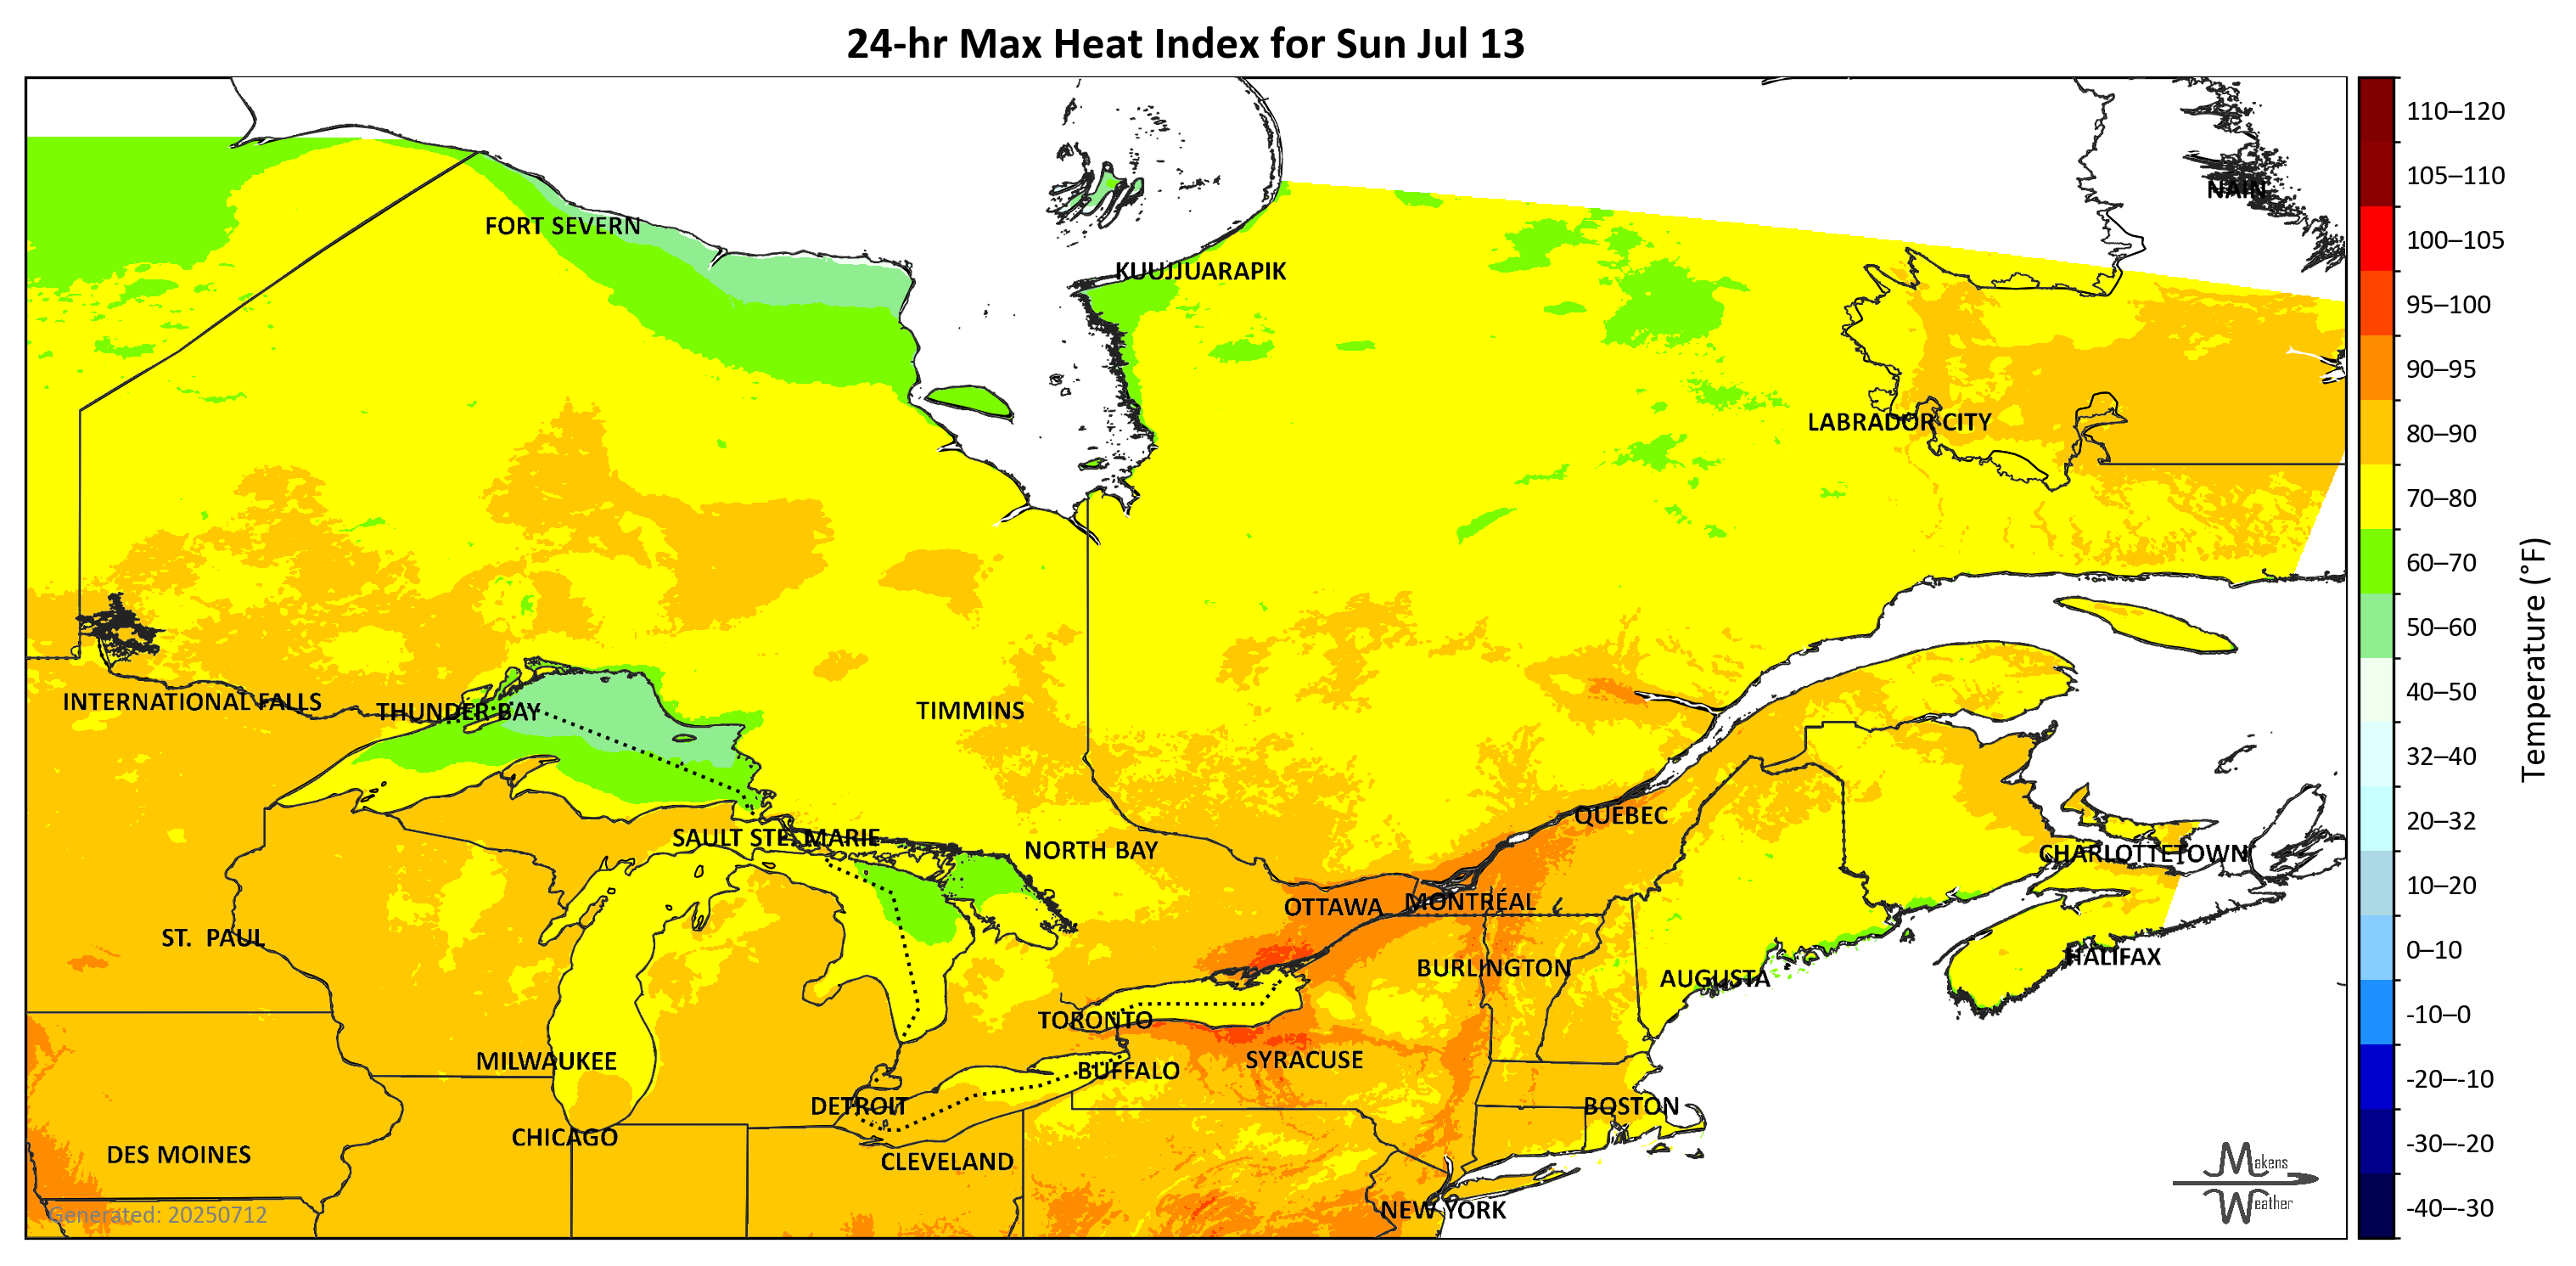 24-hr Max Heat Index for Sun Jul 13
NAIN
FORT SEVERN
KUUJJUARAPIK
LABRADOR CITY
INTERNATIONAL FALLS
THUNDER BAY
TIMMINS
QUÉBEC
SAULT STE. MARIE
NORTH BAY
CHARLOTTETOWN
OTTAWA
MONTRÉAL
ST. PAUL
BURLINGTON
AUGUSTA
HALIFAX
TORONTO
MILWAUKEE
SYRACUSE
BUFFALO
DETROIT
BOSTON
CHICAGO
DES MOINES
CLEVELAND
NEW YORK
Generated: 20250712
Makens
Weather
110–120
105–110
100–105
95–100
90–95
80–90
70–80
60–70
50–60
40–50
32–40
20–32
10–20
0–10
-10–0
-20–-10
-30–-20
-40–-30
Temperature (°F)